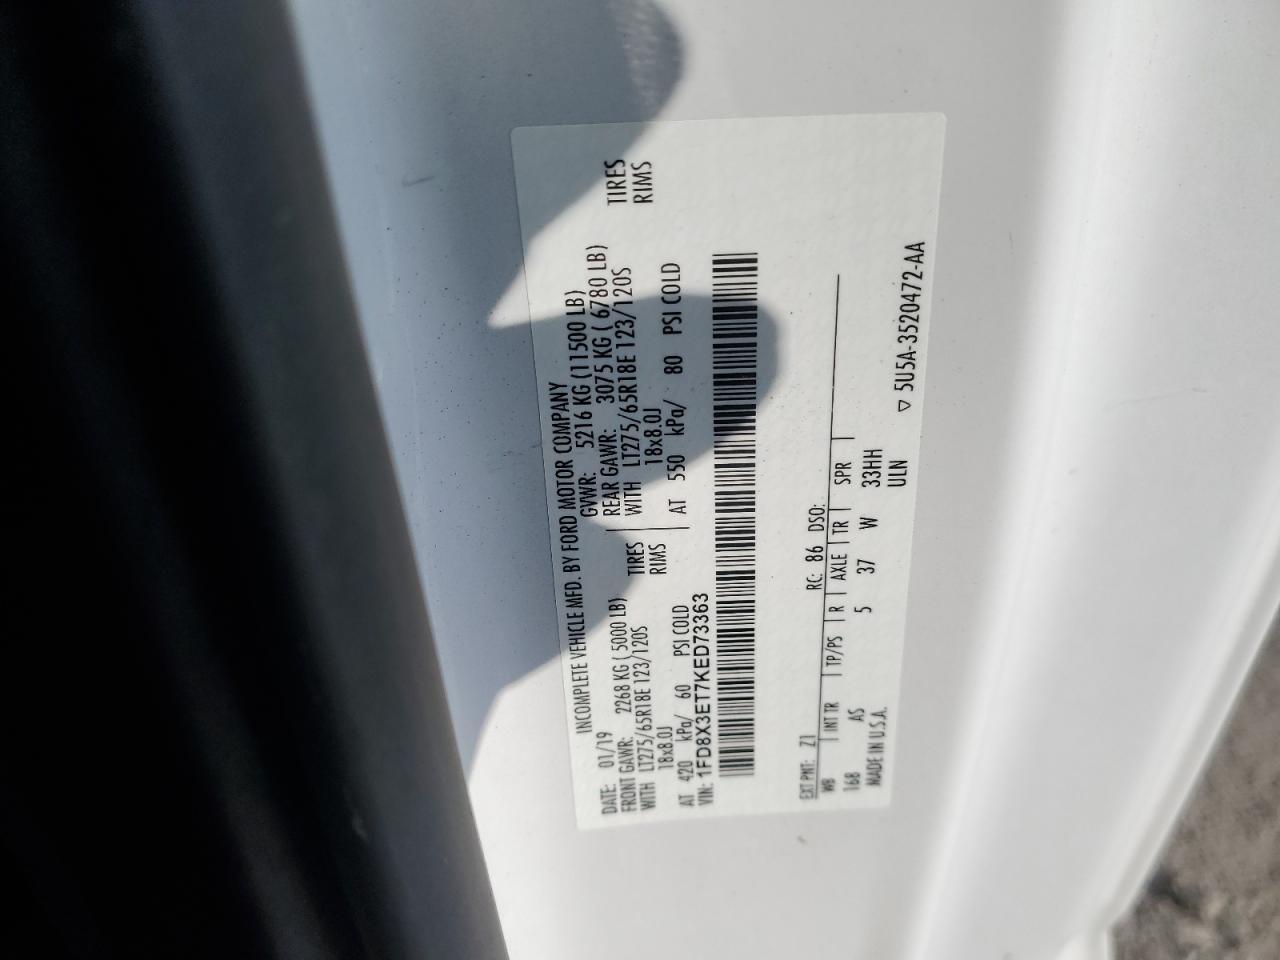 INCOMPLETE VEHICLE MFD. BY FORD MOTOR COMPANY
DATE: 01/19 GVWR: 5216 KG (11500 LB)
FRONT GAWR: 2268 KG ( 5000 LB) REAR GAWR: 3075 KG ( 6780 LB)
WITH LT275/65R18E 123/120S TIRES WITH LT275/65R18E 123/120S TIRES
18x8.0J RIMS 18x8.0J RIMS
AT 420 kPa/ 60 PSI COLD AT 550 kPa/ 80 PSI COLD
VIN: 1FD8X3ET7KED73363
EXT PNT: Z1 RC: 86 DSO:
WB INT TR TP/PS R AXLE TR SPR
168 AS 5 37 W 33HH
MADE IN U.S.A. ULN
▽ 5U5A-3520472-AA